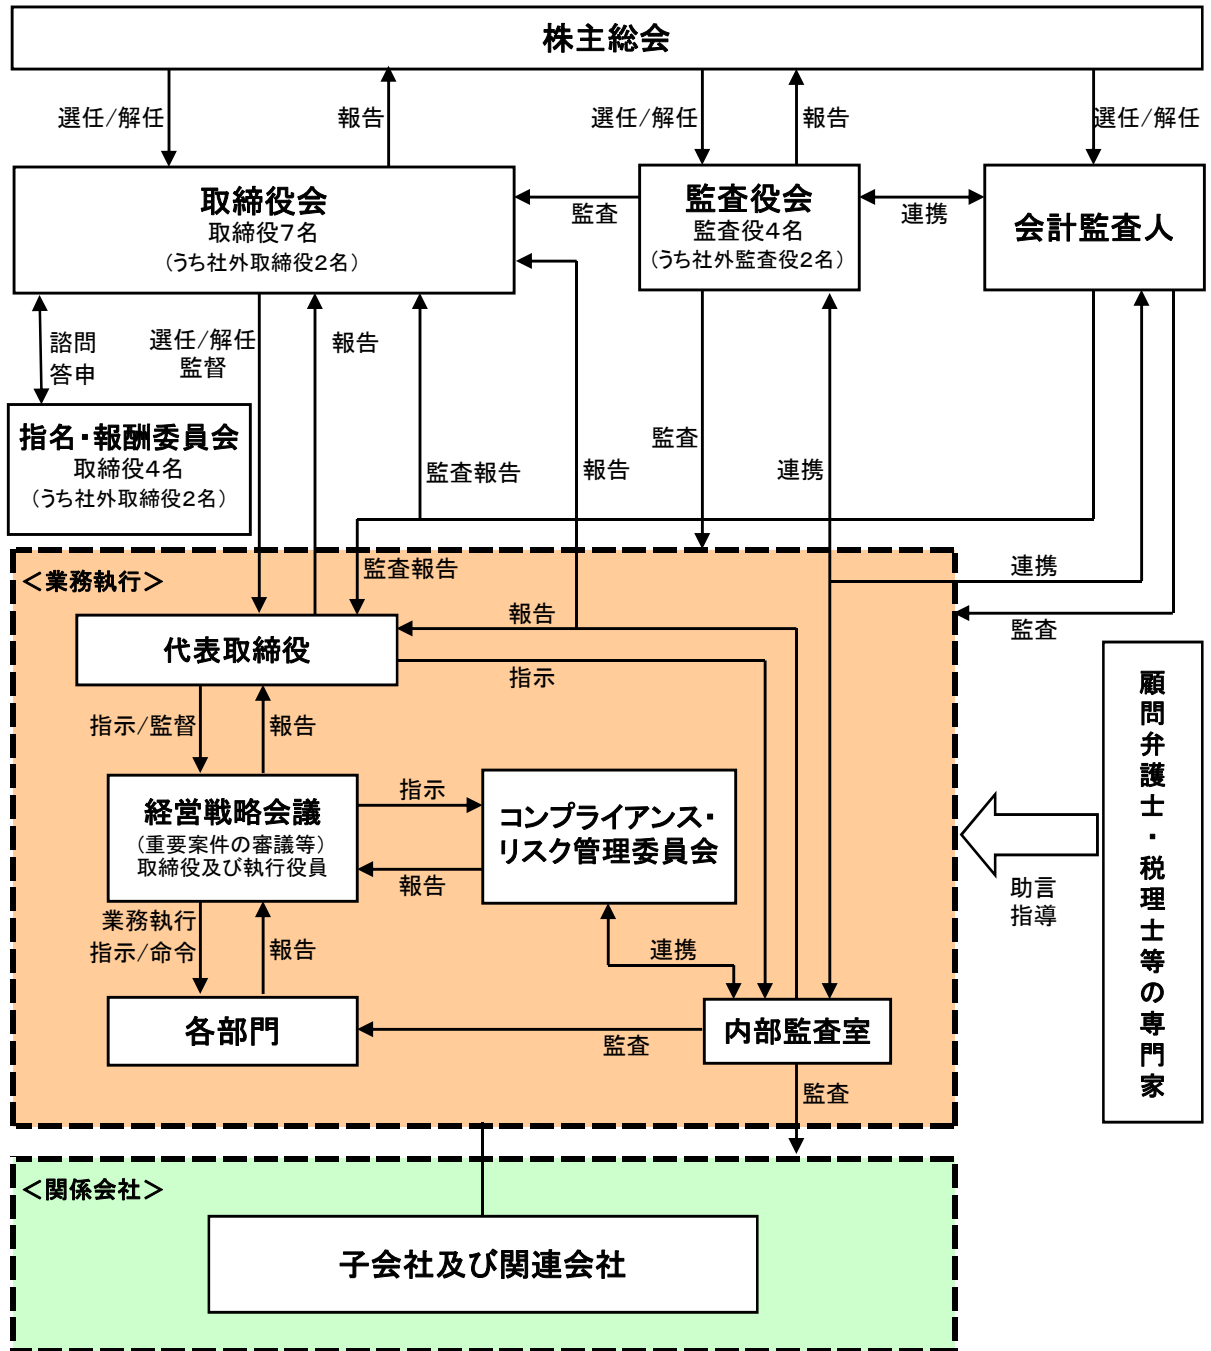 株主総会
選任/解任
報告
選任/解任
報告
選任/解任
取締役会
取締役7名
(うち社外取締役2名)
監査
監査役会
監査役4名
(うち社外監査役2名)
連携
会計監査人
諮問
答申
選任/解任
監督
報告
指名・報酬委員会
取締役4名
(うち社外取締役2名)
監査報告
報告
監査
連携
<業務執行>
監査報告
連携
報告
監査
代表取締役
指示
指示/監督
報告
経営戦略会議
(重要案件の審議等)
取締役及び執行役員
指示
報告
コンプライアンス・
リスク管理委員会
顧問弁護士・税理士等の専門家
助言
指導
業務執行
指示/命令
報告
連携
各部門
監査
内部監査室
監査
<関係会社>
子会社及び関連会社